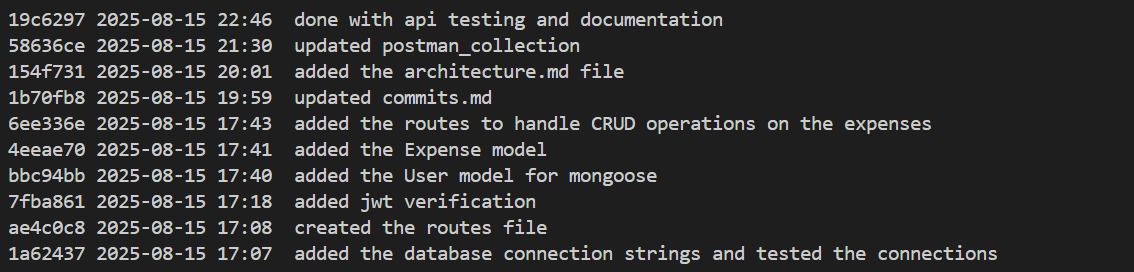 19c6297 2025-08-15 22:46  done with api testing and documentation
58636ce 2025-08-15 21:30  updated postman_collection
154f731 2025-08-15 20:01  added the architecture.md file
1b70fb8 2025-08-15 19:59  updated commits.md
6ee336e 2025-08-15 17:43  added the routes to handle CRUD operations on the expenses
4eeae70 2025-08-15 17:41  added the Expense model
bbc94bb 2025-08-15 17:40  added the User model for mongoose
7fba861 2025-08-15 17:18  added jwt verification
ae4c0c8 2025-08-15 17:08  created the routes file
1a62437 2025-08-15 17:07  added the database connection strings and tested the connections